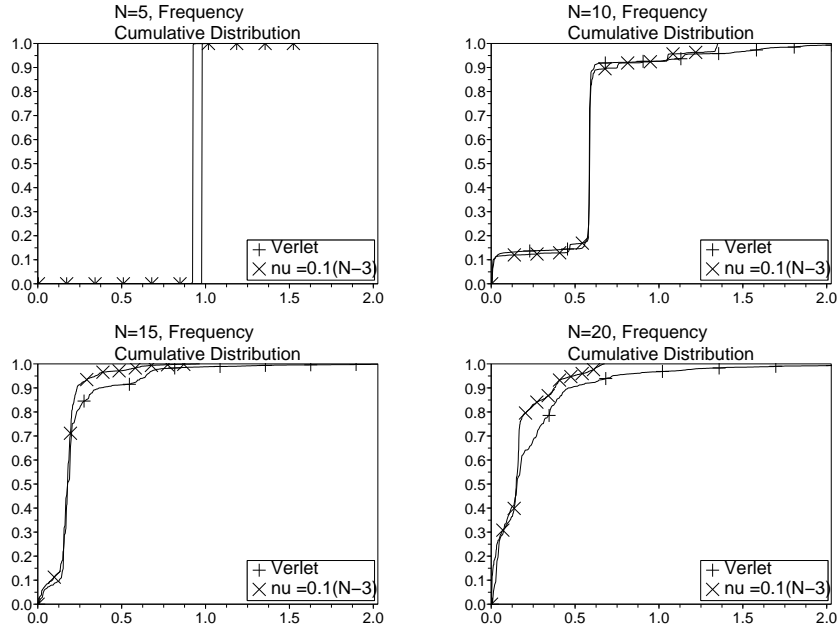 N=5, Frequency
Cumulative Distribution
1.0
0.9
0.8
0.7
0.6
0.5
0.4
0.3
0.2
0.1
0.0
0.0 0.5 1.0 1.5 2.0
Verlet
nu =0.1(N−3)
N=10, Frequency
Cumulative Distribution
1.0
0.9
0.8
0.7
0.6
0.5
0.4
0.3
0.2
0.1
0.0
0.0 0.5 1.0 1.5 2.0
Verlet
nu =0.1(N−3)
N=15, Frequency
Cumulative Distribution
1.0
0.9
0.8
0.7
0.6
0.5
0.4
0.3
0.2
0.1
0.0
0.0 0.5 1.0 1.5 2.0
Verlet
nu =0.1(N−3)
N=20, Frequency
Cumulative Distribution
1.0
0.9
0.8
0.7
0.6
0.5
0.4
0.3
0.2
0.1
0.0
0.0 0.5 1.0 1.5 2.0
Verlet
nu =0.1(N−3)